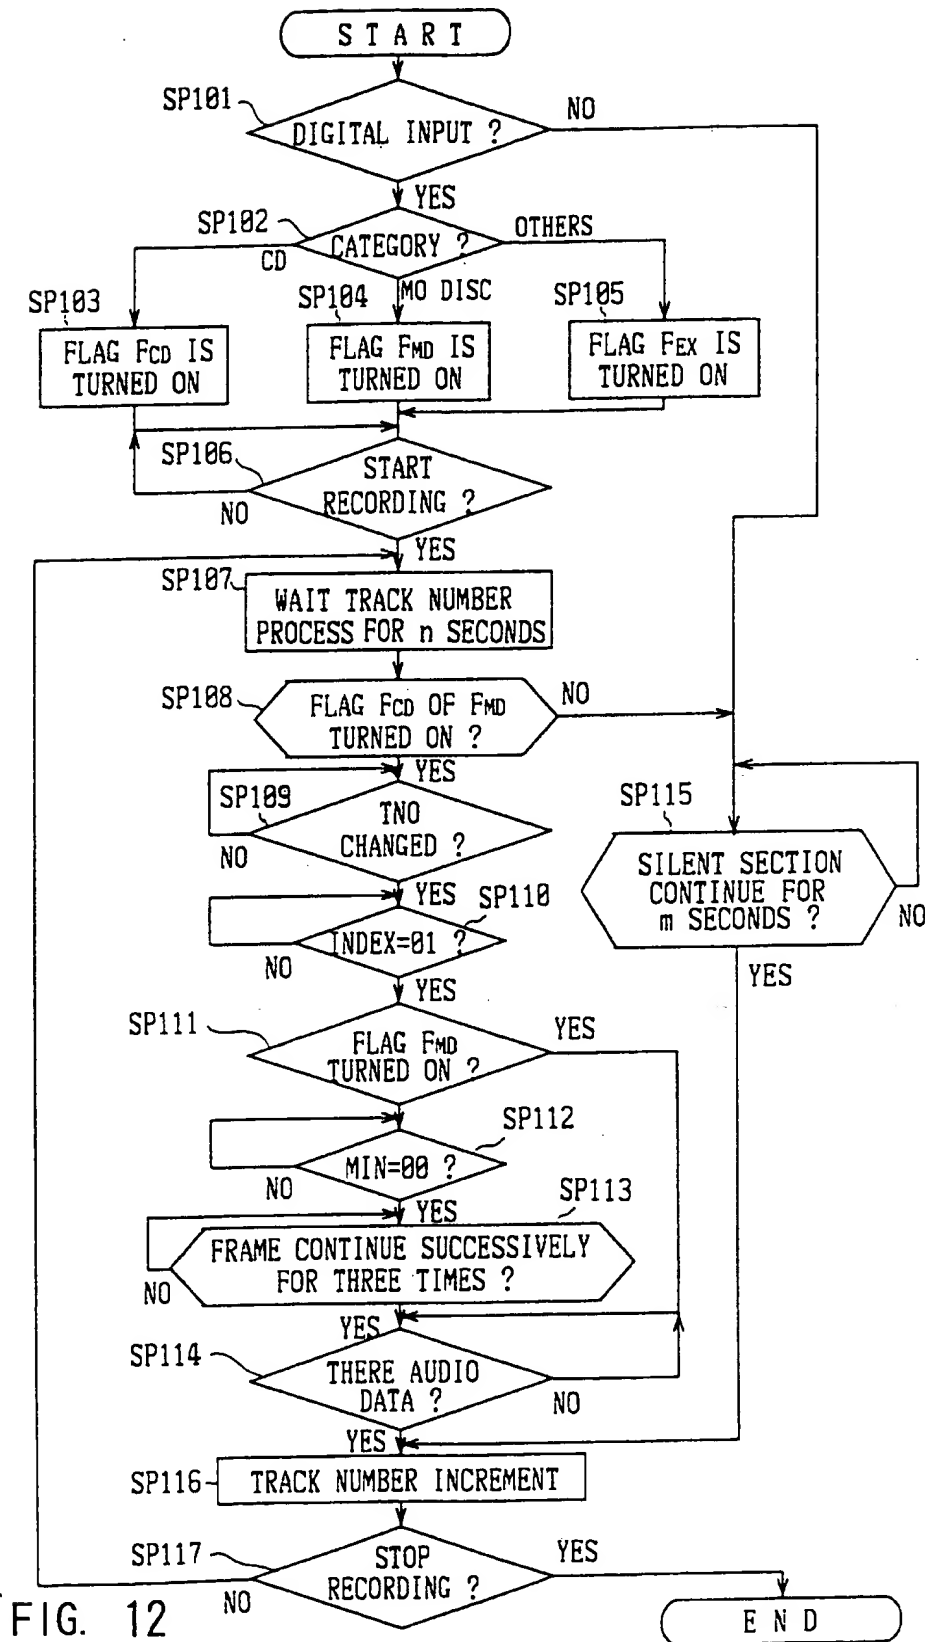 START
SP101
DIGITAL INPUT ?
NO
YES
SP102
CATEGORY ?
OTHERS
CD
MO DISC
SP103
SP104
SP105
FLAG FCD IS
TURNED ON
FLAG FMD IS
TURNED ON
FLAG FEX IS
TURNED ON
SP106
START
RECORDING ?
NO
YES
SP107
WAIT TRACK NUMBER
PROCESS FOR n SECONDS
SP108
FLAG FCD OF FMD
TURNED ON ?
NO
YES
SP109
TNO
CHANGED ?
NO
YES
SP115
SILENT SECTION
CONTINUE FOR
m SECONDS ?
NO
YES
SP110
INDEX=01 ?
NO
YES
SP111
FLAG FMD
TURNED ON ?
YES
SP112
MIN=00 ?
NO
YES
SP113
FRAME CONTINUE SUCCESSIVELY
FOR THREE TIMES ?
NO
YES
SP114
THERE AUDIO
DATA ?
NO
YES
SP116
TRACK NUMBER INCREMENT
SP117
STOP
RECORDING ?
YES
NO
END
FIG. 12